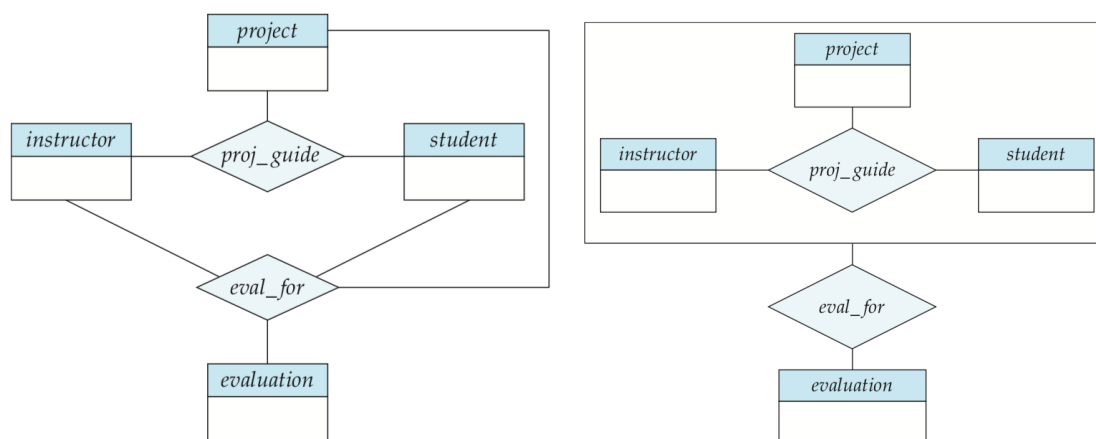 project
instructor
proj_guide
student
eval_for
evaluation
project
instructor
proj_guide
student
eval_for
evaluation